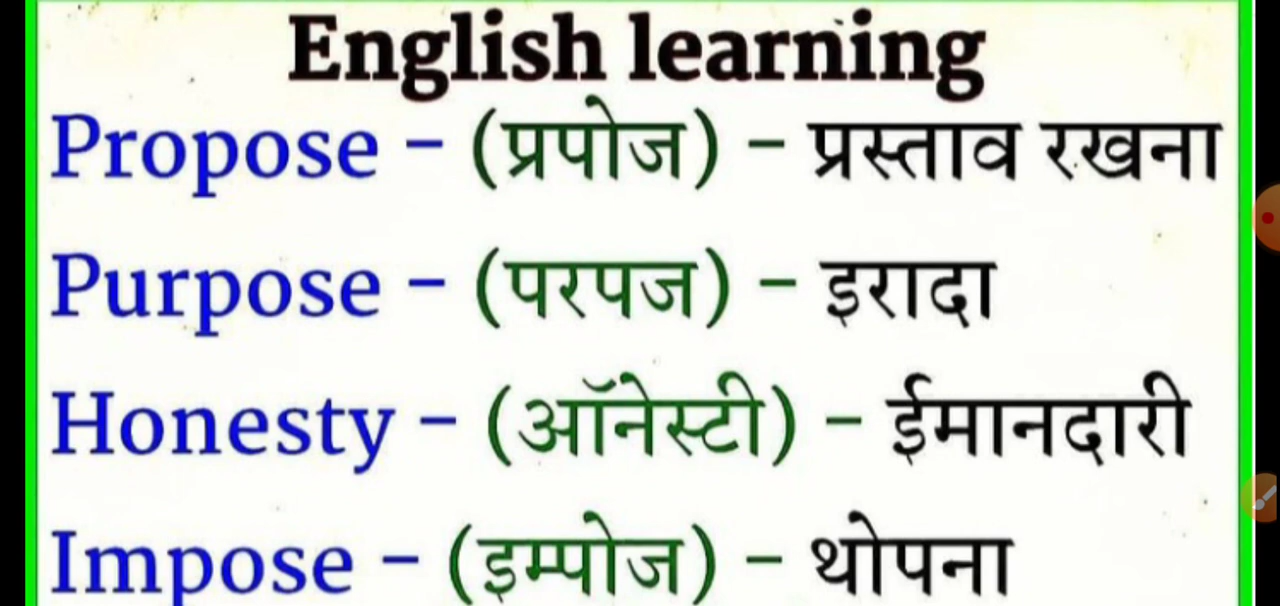 English learning
Propose – (प्रपोज) – प्रस्ताव रखना
Purpose – (परपज) – इरादा
Honesty – (ऑनेस्टी) – ईमानदारी
Impose – (इम्पोज) – थोपना